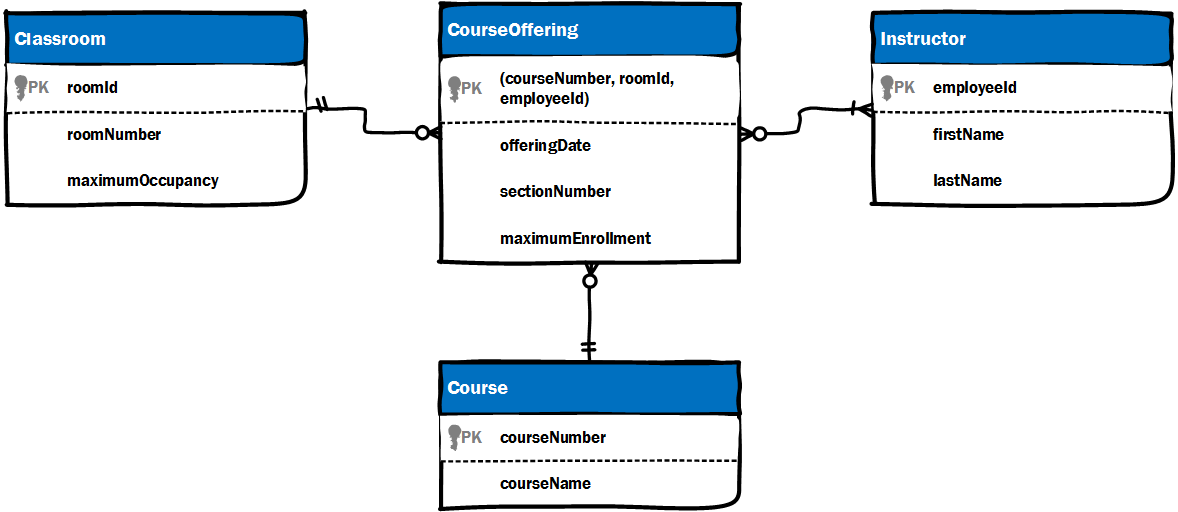 Classroom
PK roomId
roomNumber
maximumOccupancy
CourseOffering
PK (courseNumber, roomId,
employeeId)
offeringDate
sectionNumber
maximumEnrollment
Instructor
PK employeeId
firstName
lastName
Course
PK courseNumber
courseName